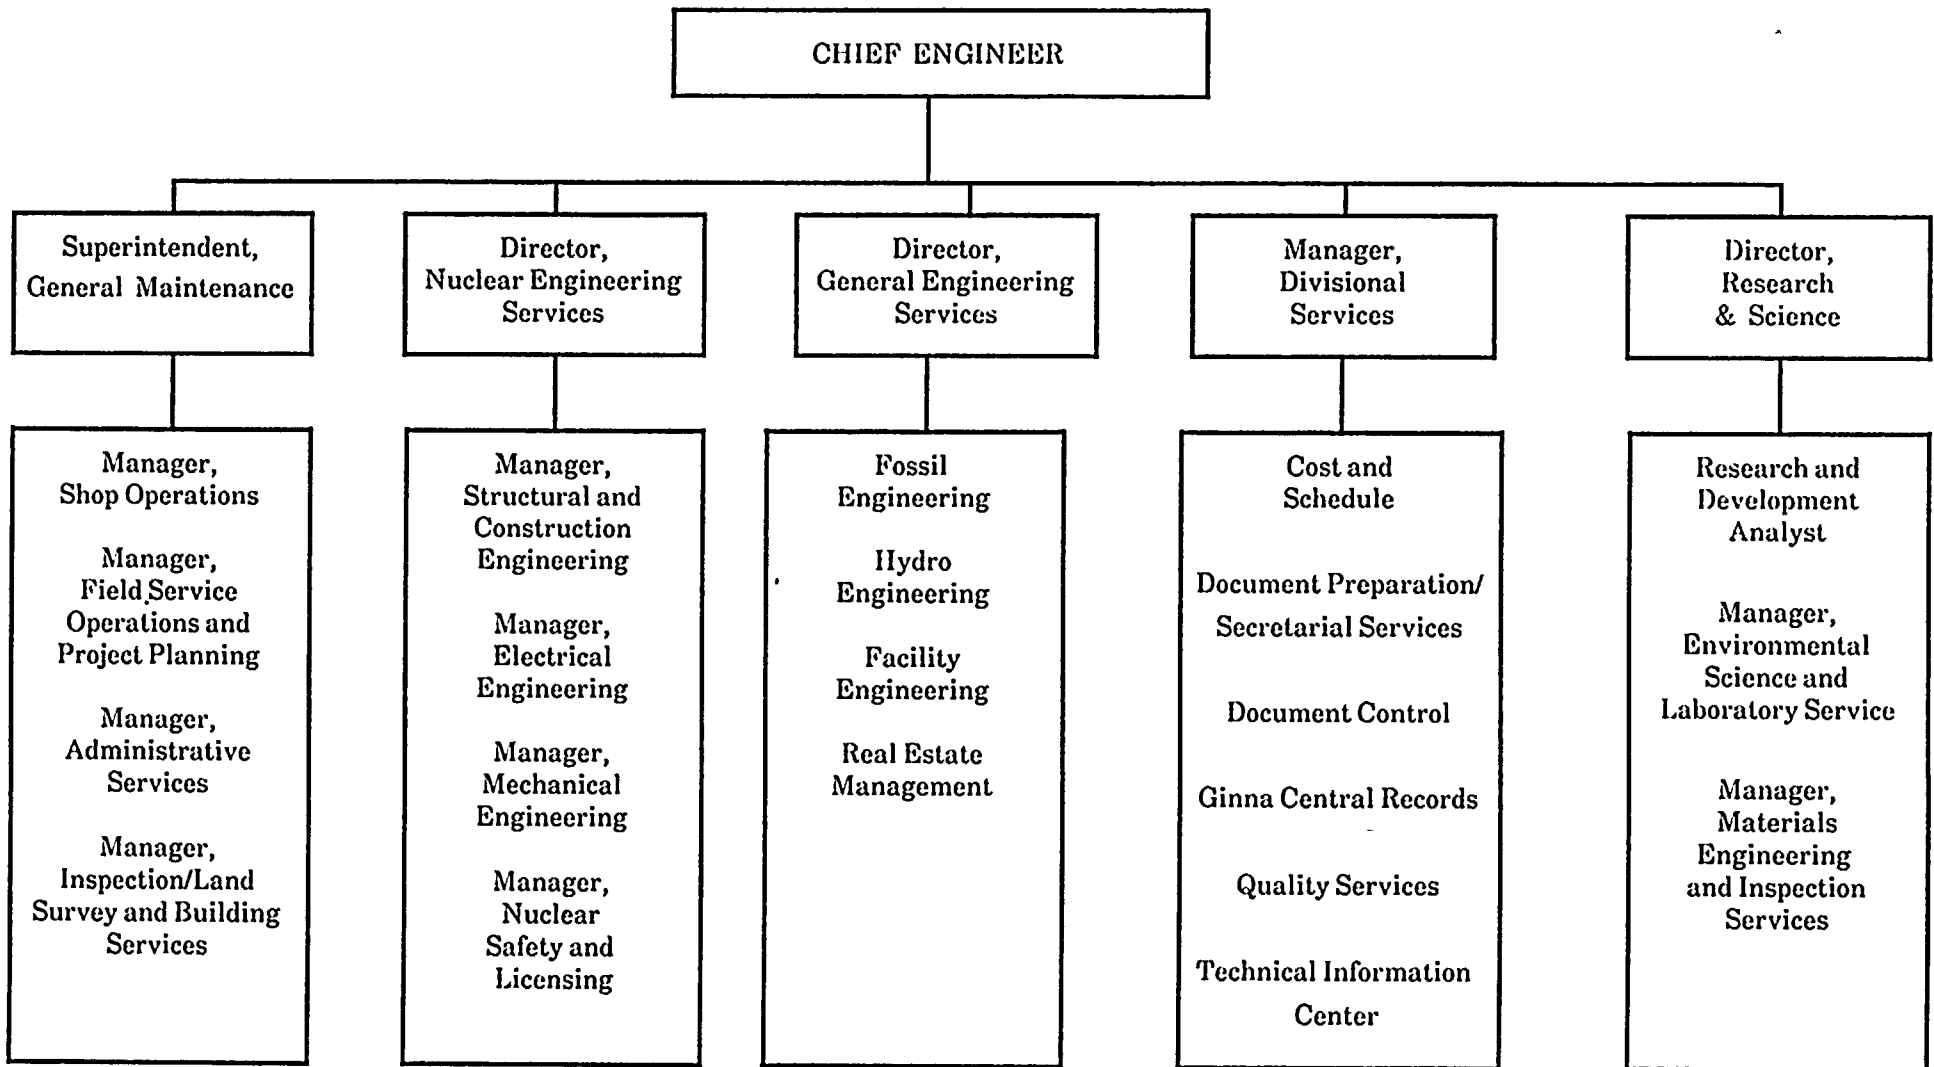 CHIEF ENGINEER
Superintendent,
General Maintenance
Director,
Nuclear Engineering
Services
Director,
General Engineering
Services
Manager,
Divisional
Services
Director,
Research
& Science
Manager,
Shop Operations
Manager,
Field Service
Operations and
Project Planning
Manager,
Administrative
Services
Manager,
Inspection/Land
Survey and Building
Services
Manager,
Structural and
Construction
Engineering
Manager,
Electrical
Engineering
Manager,
Mechanical
Engineering
Manager,
Nuclear
Safety and
Licensing
Fossil
Engineering
Hydro
Engineering
Facility
Engineering
Real Estate
Management
Cost and
Schedule
Document Preparation/
Secretarial Services
Document Control
Ginna Central Records
Quality Services
Technical Information
Center
Research and
Development
Analyst
Manager,
Environmental
Science and
Laboratory Service
Manager,
Materials
Engineering
and Inspection
Services